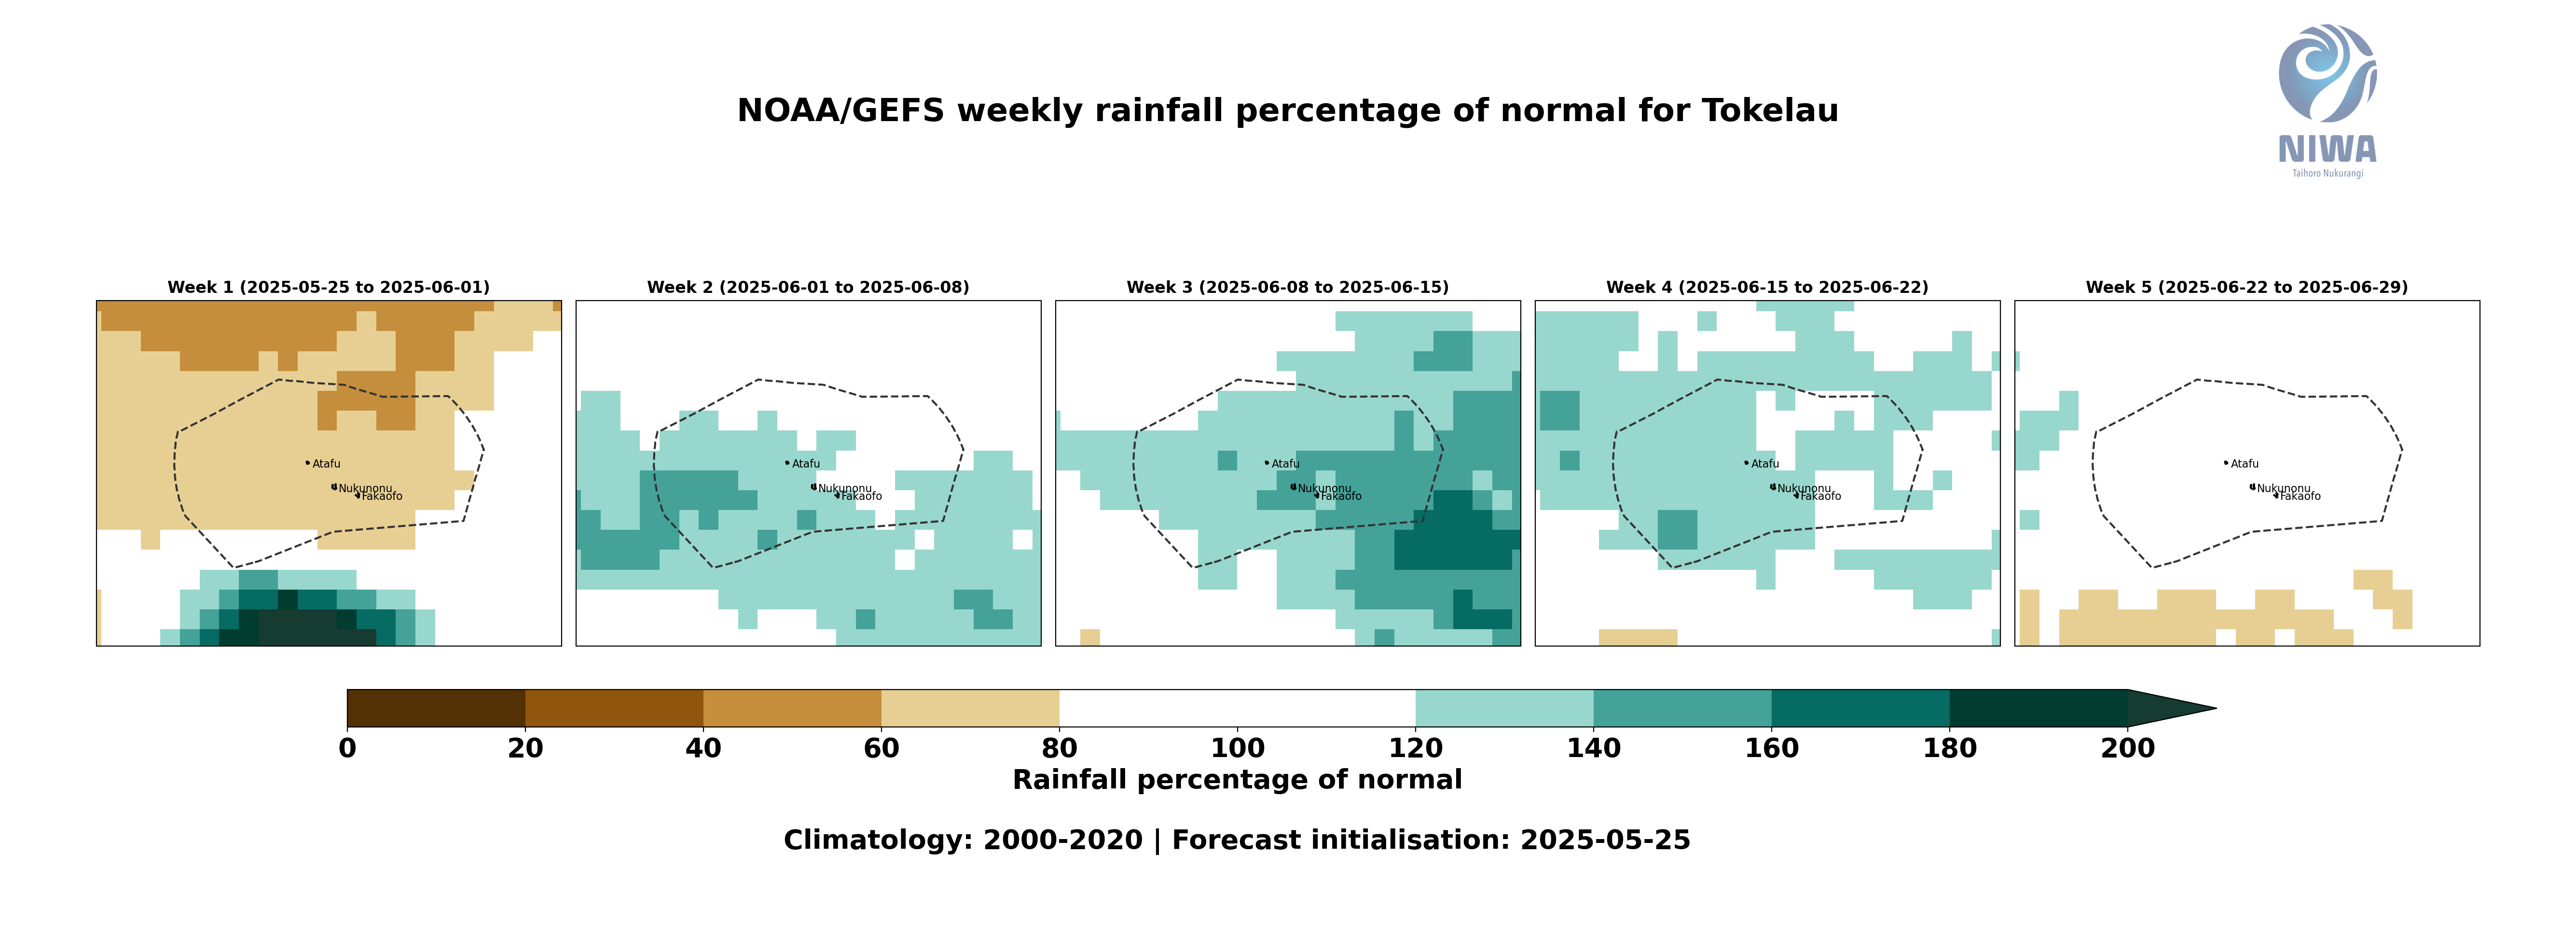 NOAA/GEFS weekly rainfall percentage of normal for Tokelau
NIWA
Taihoro Nukurangi
Week 1 (2025-05-25 to 2025-06-01)
Week 2 (2025-06-01 to 2025-06-08)
Week 3 (2025-06-08 to 2025-06-15)
Week 4 (2025-06-15 to 2025-06-22)
Week 5 (2025-06-22 to 2025-06-29)
Atafu
Nukunonu
Fakaofo
Atafu
Nukunonu
Fakaofo
Atafu
Nukunonu
Fakaofo
Atafu
Nukunonu
Fakaofo
Atafu
Nukunonu
Fakaofo
0 20 40 60 80 100 120 140 160 180 200
Rainfall percentage of normal
Climatology: 2000-2020 | Forecast initialisation: 2025-05-25